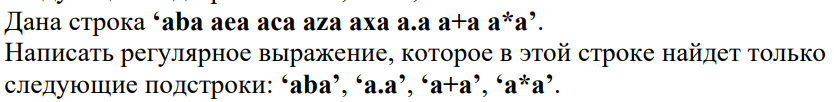 Дана строка ‘aba aea aca aza axa a.a a+a a*a’.
Написать регулярное выражение, которое в этой строке найдет только
следующие подстроки: ‘aba’, ‘a.a’, ‘a+a’, ‘a*a’.